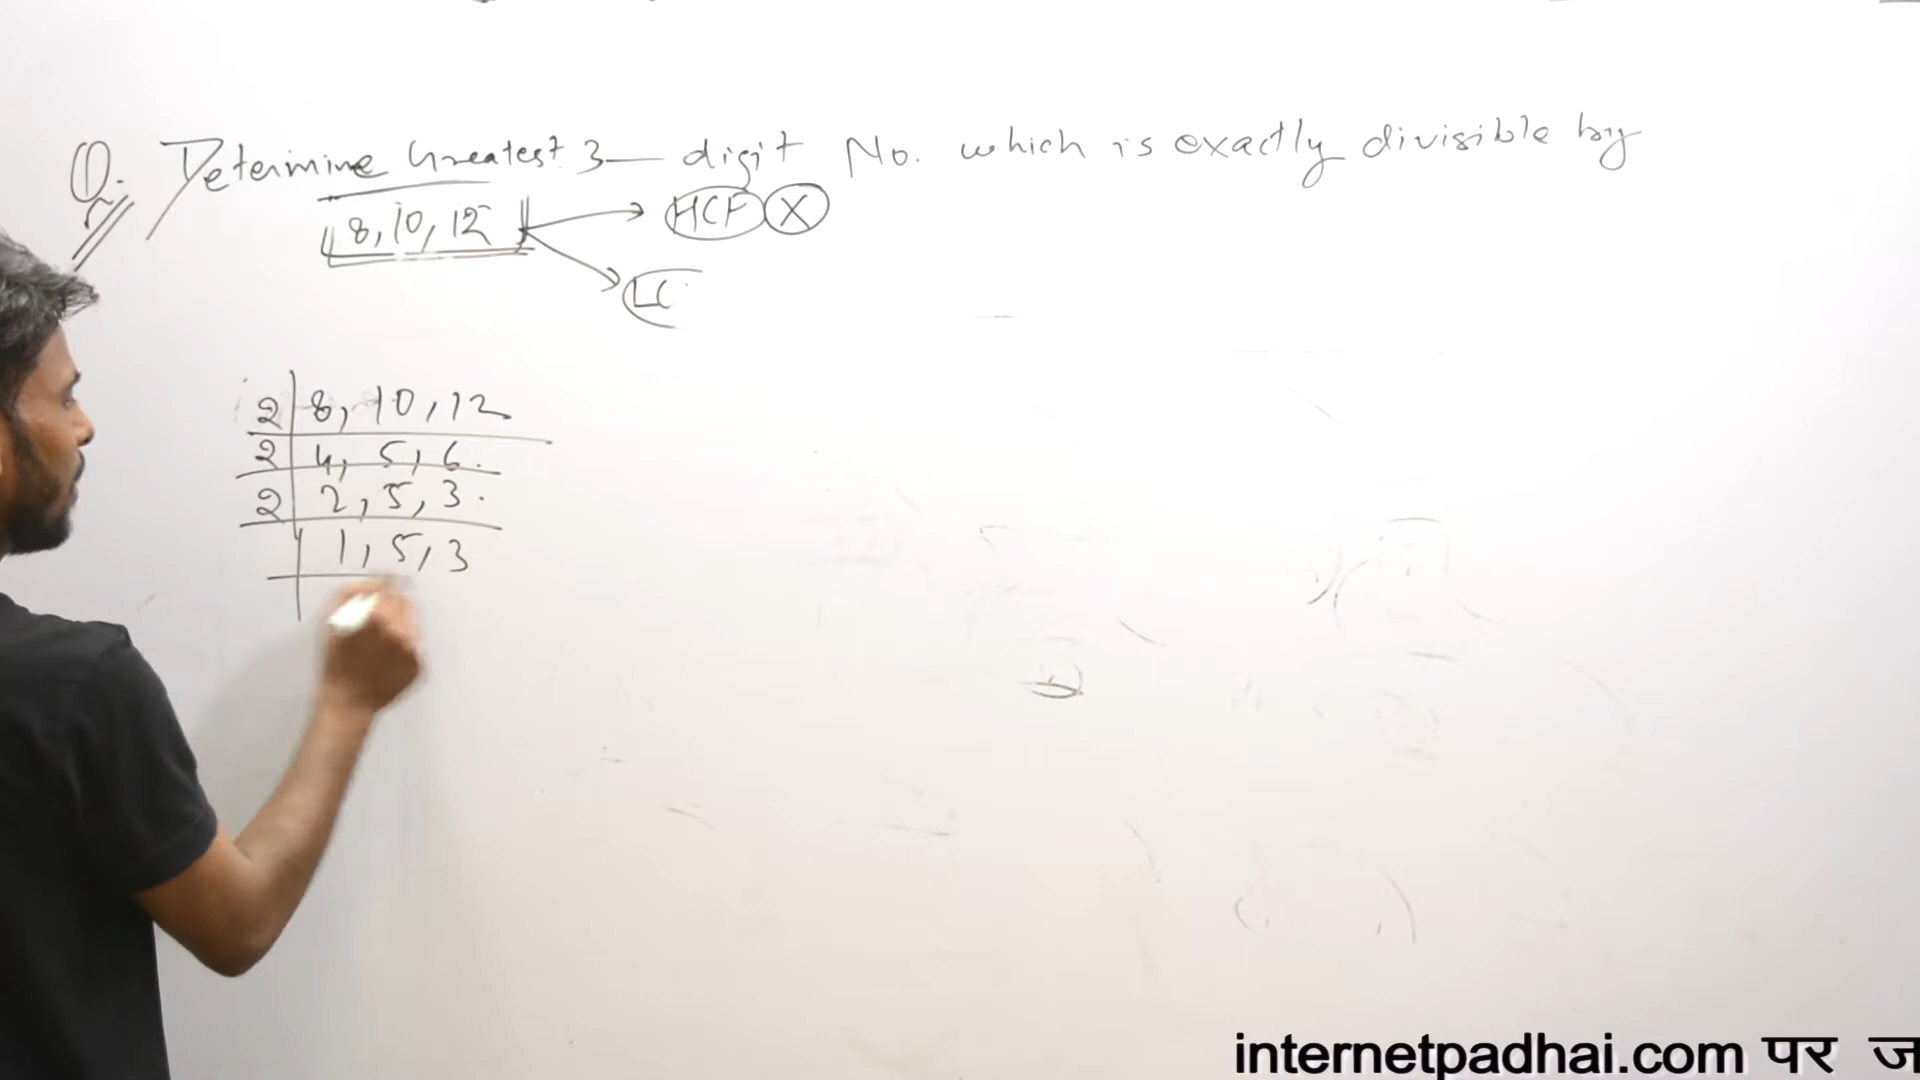 Q. Determine Greatest 3 — digit No. which is exactly divisible by
8, 10, 12
HCF X
LC
2 8, 10, 12
2 4, 5, 6.
2 2, 5, 3.
1, 5, 3
internetpadhai.com पर ज